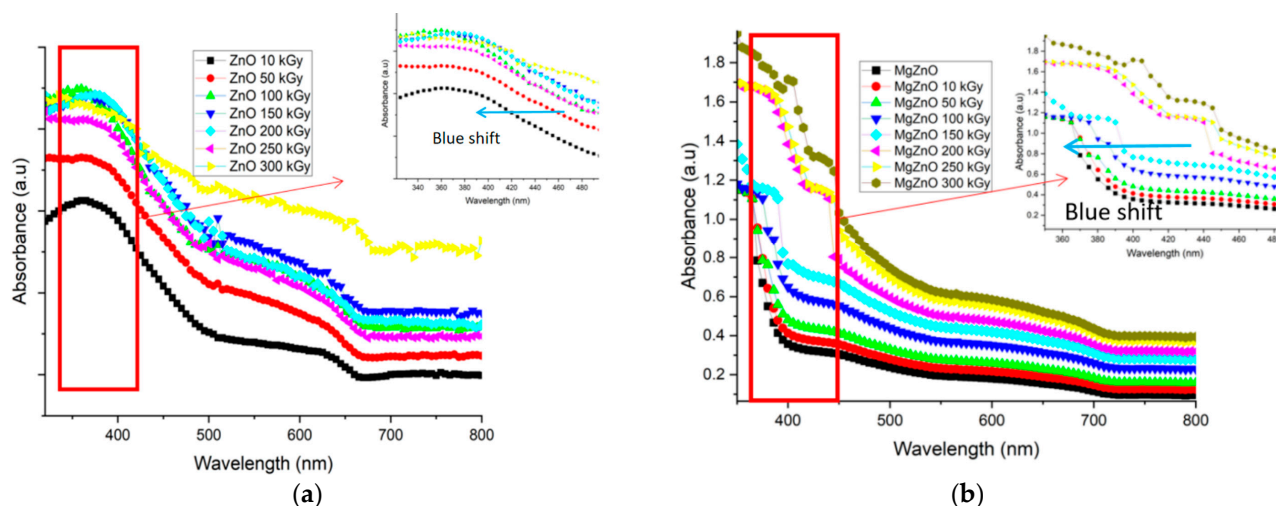 ZnO 10 kGy
ZnO 50 kGy
ZnO 100 kGy
ZnO 150 kGy
ZnO 200 kGy
ZnO 250 kGy
ZnO 300 kGy
Absorbance (a.u)
Wavelength (nm)
400 500 600 700 800
(a)
Absorbance (a.u)
Blue shift
340 360 380 400 420 440 460 480
Wavelength (nm)
MgZnO
MgZnO 10 kGy
MgZnO 50 kGy
MgZnO 100 kGy
MgZnO 150 kGy
MgZnO 200 kGy
MgZnO 250 kGy
MgZnO 300 kGy
Absorbance (a.u)
1.8
1.6
1.4
1.2
1.0
0.8
0.6
0.4
0.2
400 500 600 700 800
Wavelength (nm)
(b)
Absorbance (a.u)
1.8
1.6
1.4
1.2
1.0
0.8
0.6
0.4
0.2
Blue shift
360 380 400 420 440 460 480
Wavelength (nm)